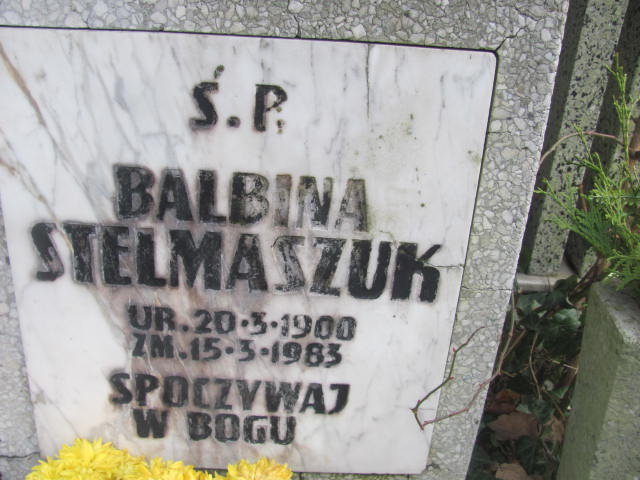 Ś.P.
BALBINA
STELMASZUK
UR. 20·3·1900
ZM. 15·3·1983
SPOCZYWAJ
W BOGU